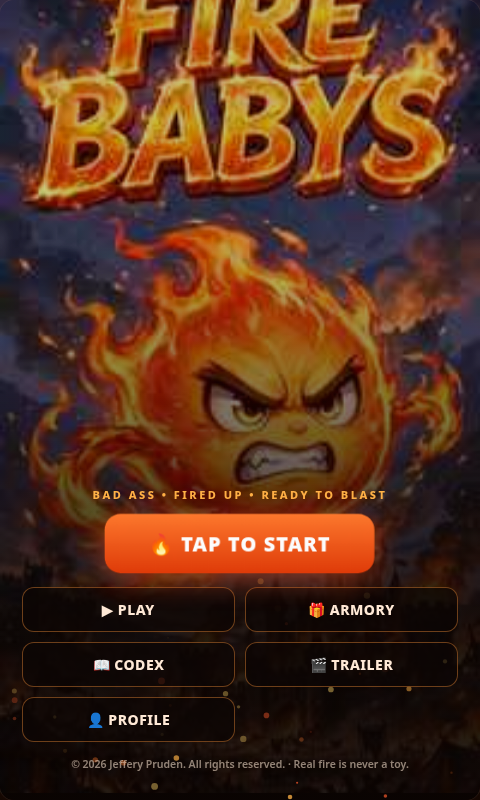 FIRE
BABYS
BAD ASS • FIRED UP • READY TO BLAST
🔥 TAP TO START
▶ PLAY
🎁 ARMORY
📖 CODEX
🎬 TRAILER
👤 PROFILE
© 2026 Jeffery Pruden. All rights reserved. · Real fire is never a toy.